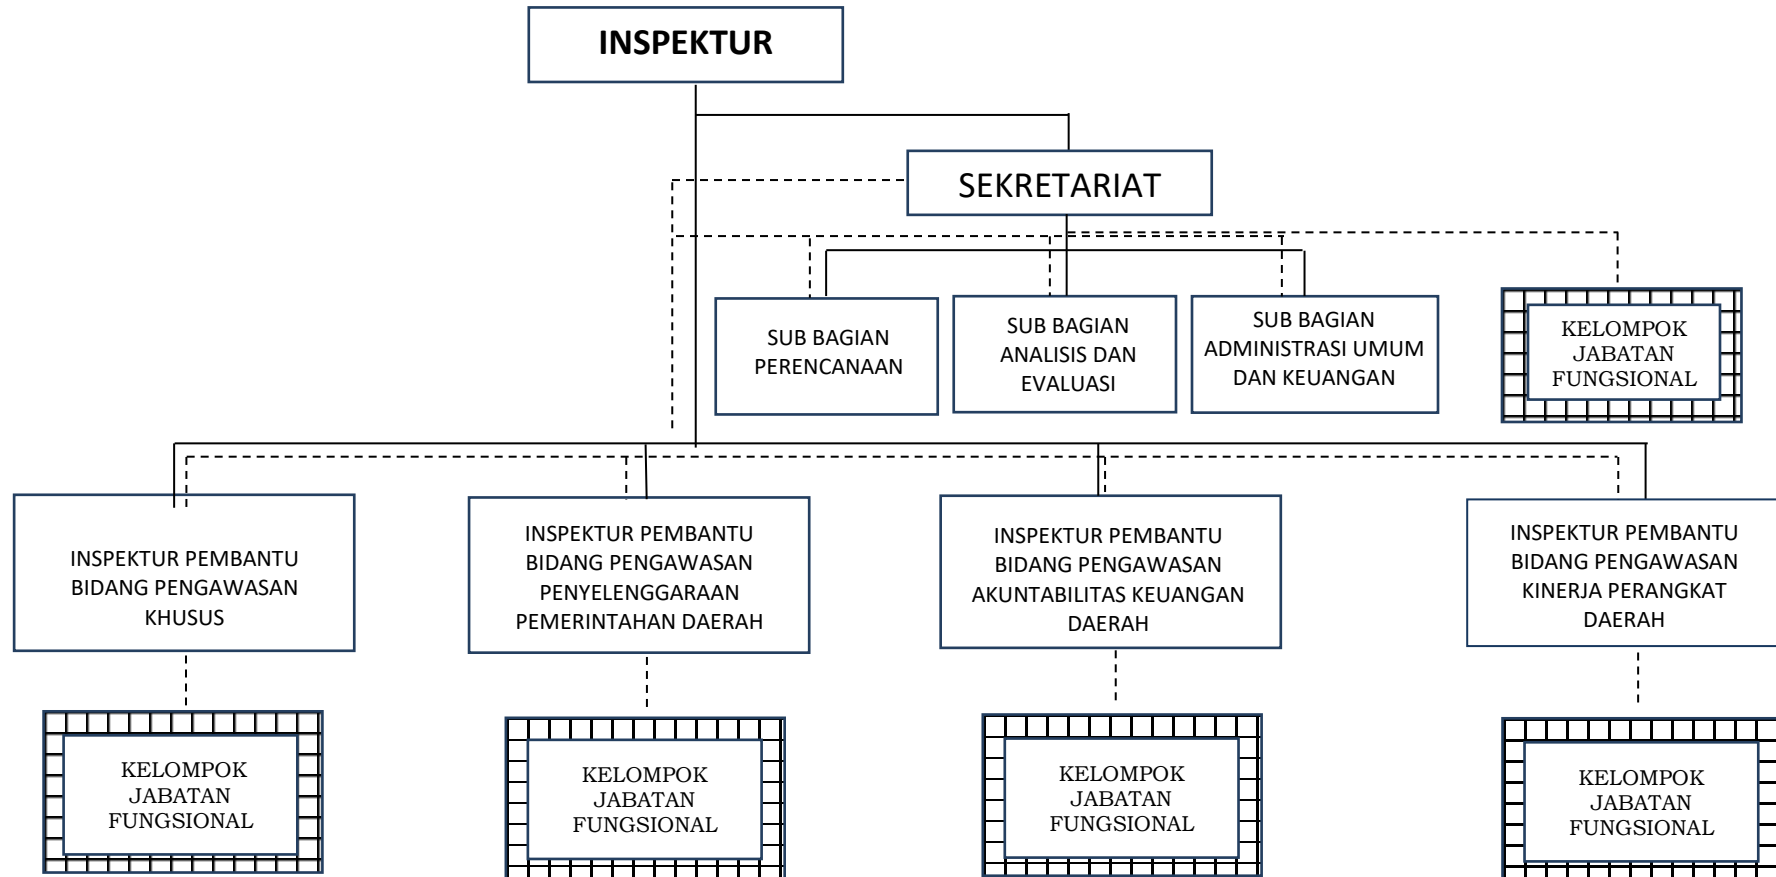 INSPEKTUR
SEKRETARIAT
SUB BAGIAN
PERENCANAAN
SUB BAGIAN
ANALISIS DAN
EVALUASI
SUB BAGIAN
ADMINISTRASI UMUM
DAN KEUANGAN
KELOMPOK
JABATAN
FUNGSIONAL
INSPEKTUR PEMBANTU
BIDANG PENGAWASAN
KHUSUS
INSPEKTUR PEMBANTU
BIDANG PENGAWASAN
PENYELENGGARAAN
PEMERINTAHAN DAERAH
INSPEKTUR PEMBANTU
BIDANG PENGAWASAN
AKUNTABILITAS KEUANGAN
DAERAH
INSPEKTUR PEMBANTU
BIDANG PENGAWASAN
KINERJA PERANGKAT
DAERAH
KELOMPOK
JABATAN
FUNGSIONAL
KELOMPOK
JABATAN
FUNGSIONAL
KELOMPOK
JABATAN
FUNGSIONAL
KELOMPOK
JABATAN
FUNGSIONAL